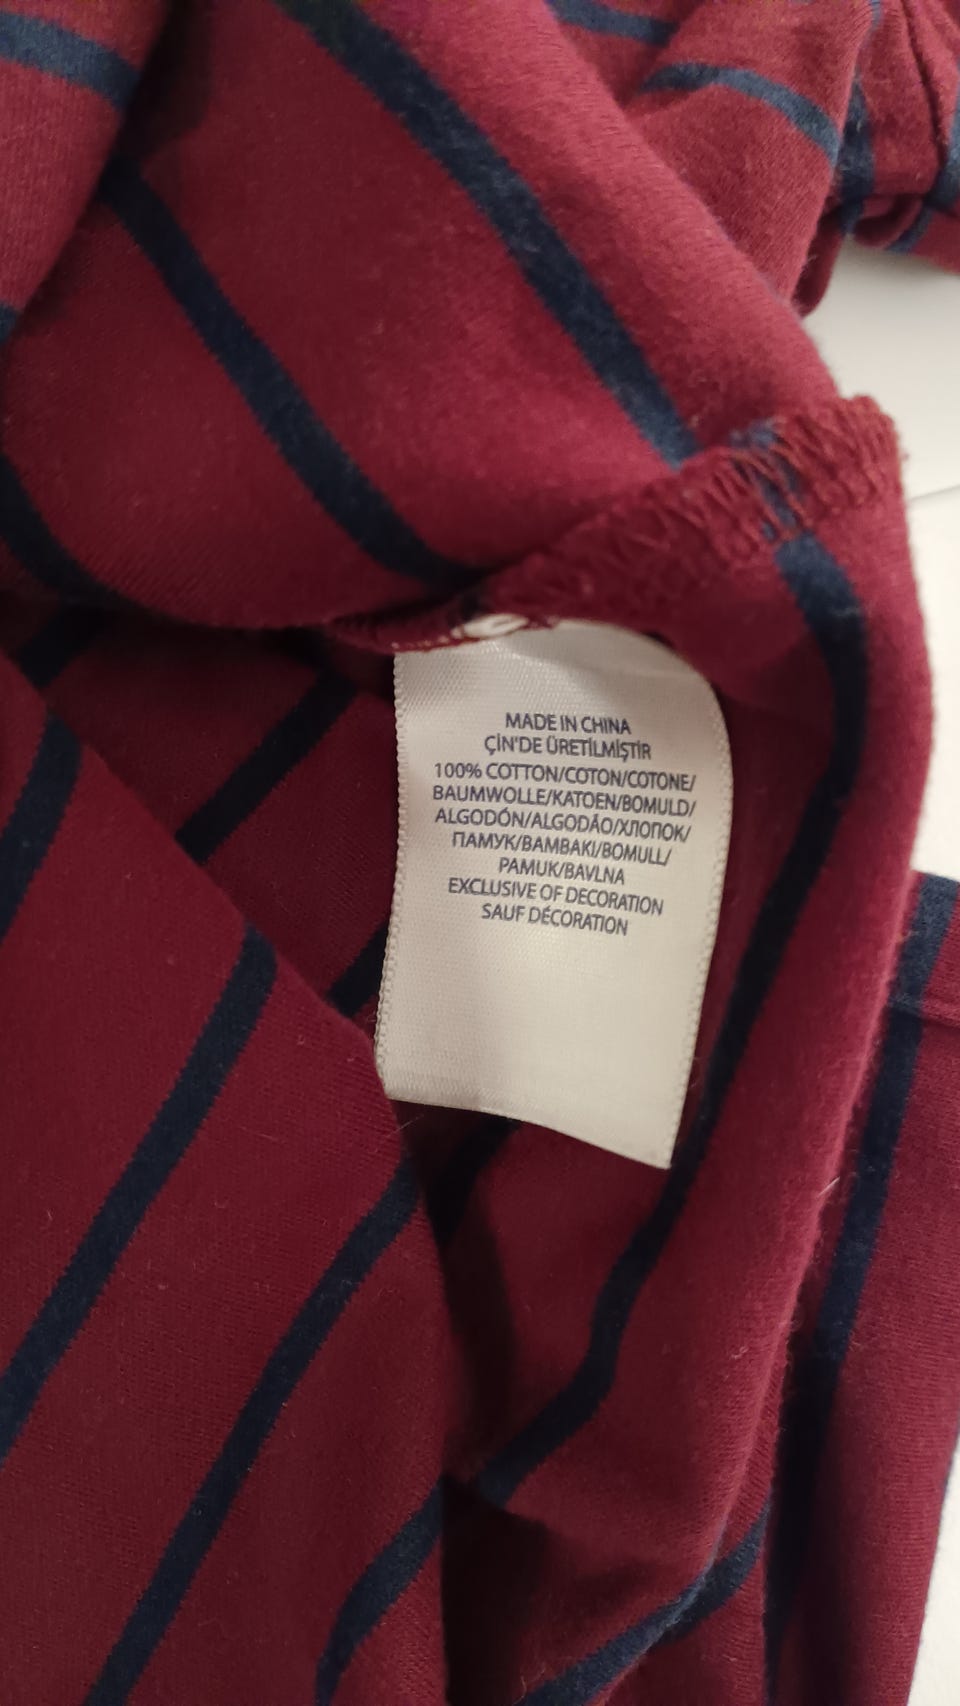 MADE IN CHINA
ÇİN'DE ÜRETİLMİŞTİR
100% COTTON/COTON/COTONE/
BAUMWOLLE/KATOEN/BOMULD/
ALGODÓN/ALGODÃO/ХЛОПОК/
ПАМУК/BAMBAKI/BOMULL/
PAMUK/BAVLNA
EXCLUSIVE OF DECORATION
SAUF DÉCORATION